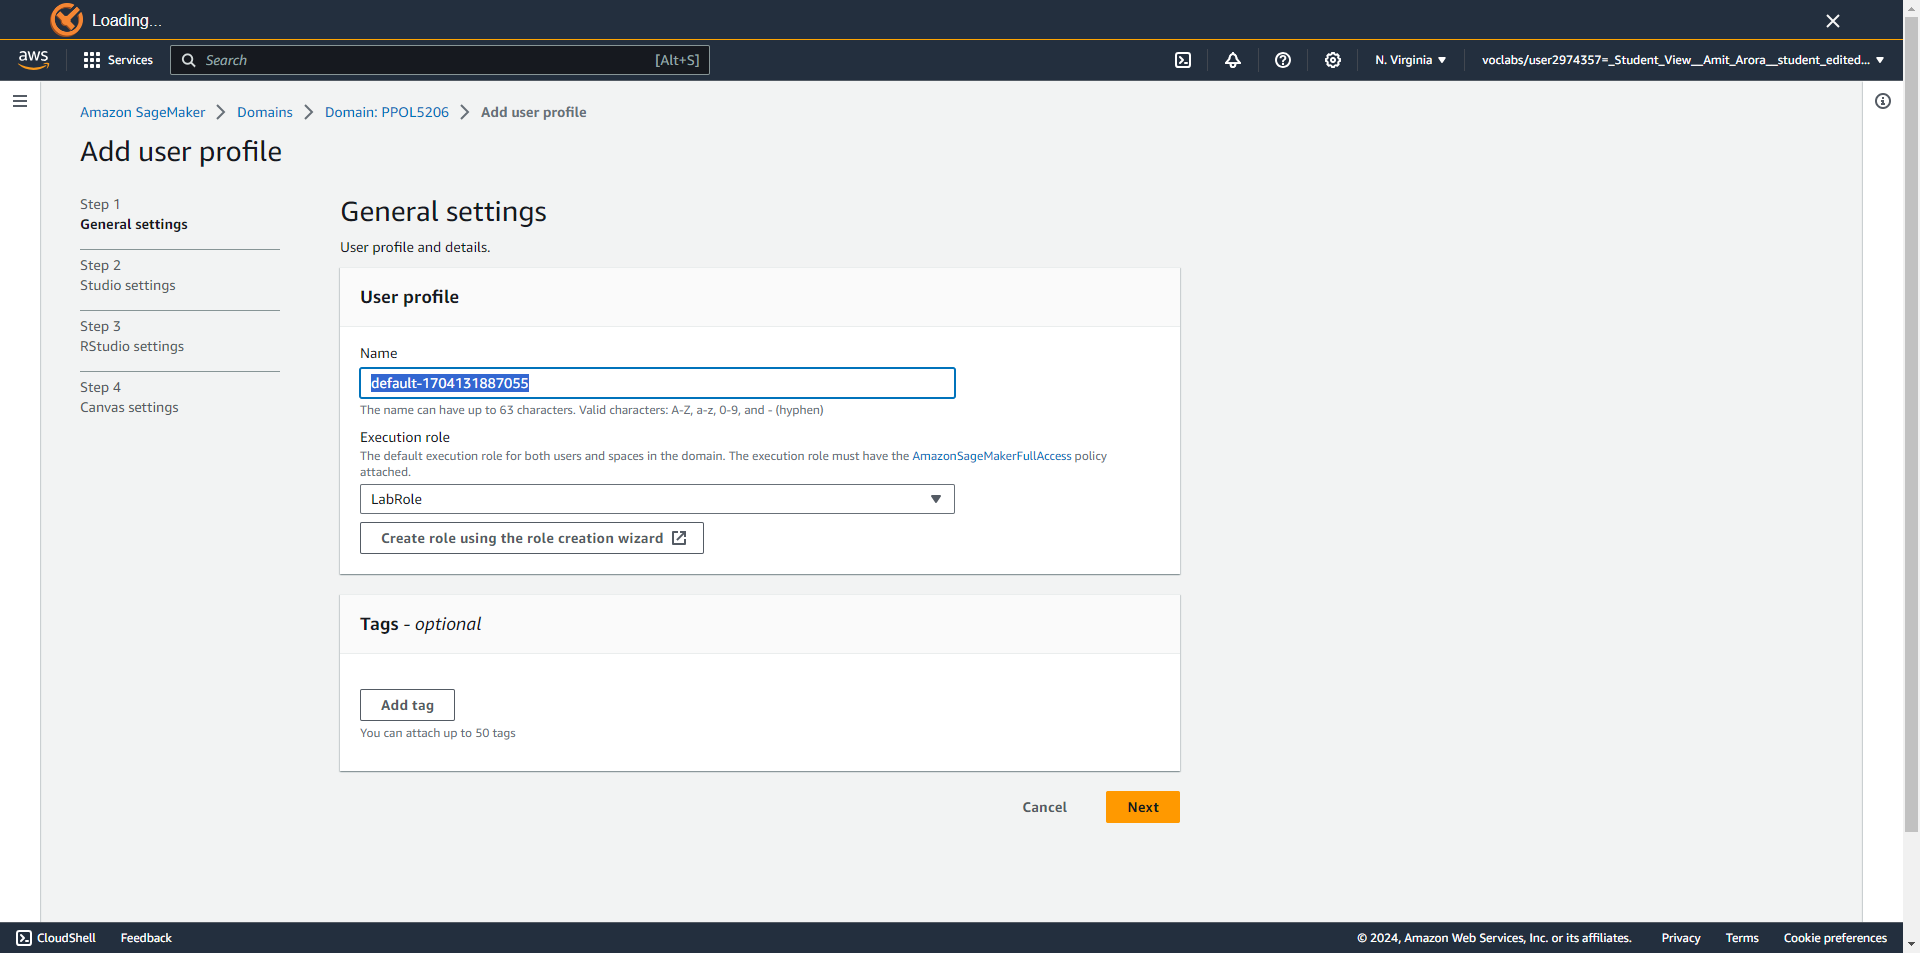 Loading...
aws
Services
Search
[Alt+S]
N. Virginia
voclabs/user2974357=_Student_View__Amit_Arora__student_edited...
Amazon SageMaker
Domains
Domain: PPOL5206
Add user profile
Add user profile
Step 1
General settings
Step 2
Studio settings
Step 3
RStudio settings
Step 4
Canvas settings
General settings
User profile and details.
User profile
Name
default-1704131887055
The name can have up to 63 characters. Valid characters: A-Z, a-z, 0-9, and - (hyphen)
Execution role
The default execution role for both users and spaces in the domain. The execution role must have the AmazonSageMakerFullAccess policy
attached.
LabRole
Create role using the role creation wizard
Tags - optional
Add tag
You can attach up to 50 tags
Cancel
Next
CloudShell
Feedback
© 2024, Amazon Web Services, Inc. or its affiliates.
Privacy
Terms
Cookie preferences